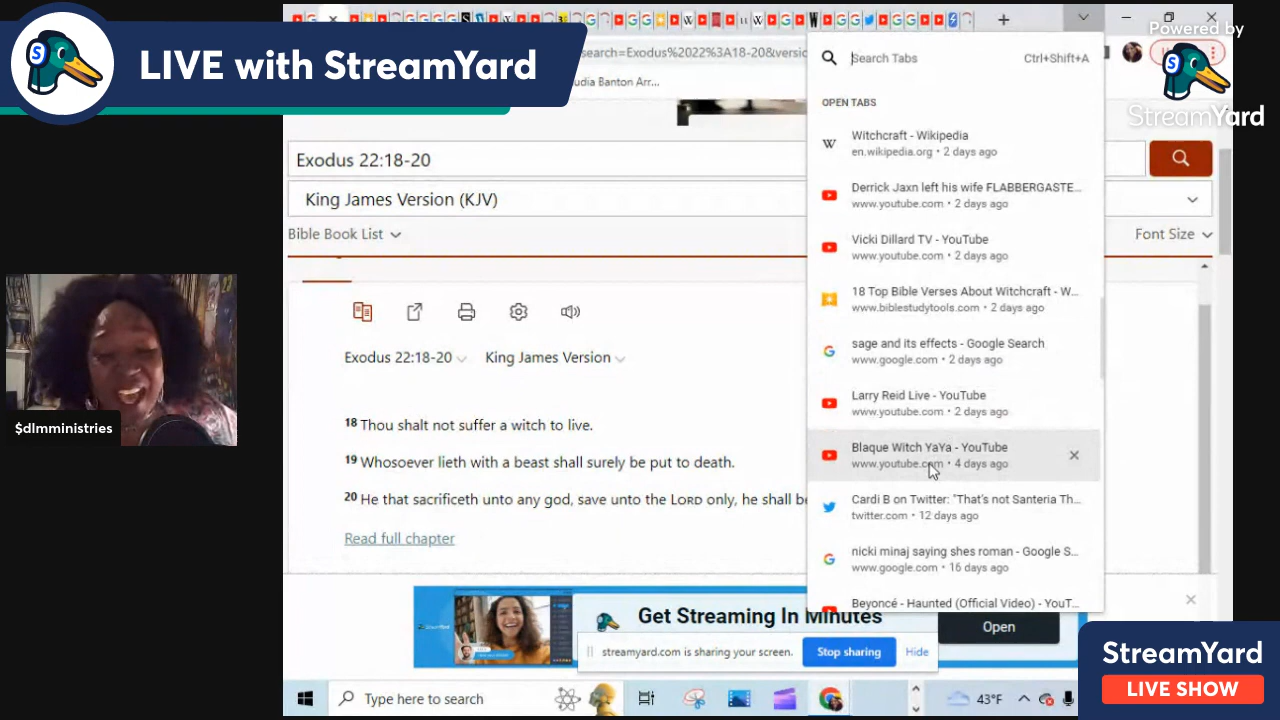 LIVE with StreamYard
Powered by
StreamYard
search=Exodus%2022%3A18-20&versi
udia Banton Arr...
Search Tabs
Ctrl+Shift+A
OPEN TABS
Witchcraft - Wikipedia
en.wikipedia.org • 2 days ago
Derrick Jaxn left his wife FLABBERGASTE...
www.youtube.com • 2 days ago
Vicki Dillard TV - YouTube
www.youtube.com • 2 days ago
18 Top Bible Verses About Witchcraft - W...
www.biblestudytools.com • 2 days ago
sage and its effects - Google Search
www.google.com • 2 days ago
Larry Reid Live - YouTube
www.youtube.com • 2 days ago
Blaque Witch YaYa - YouTube
www.youtube.com • 4 days ago
Cardi B on Twitter: "That's not Santeria Th...
twitter.com • 12 days ago
nicki minaj saying shes roman - Google S...
www.google.com • 16 days ago
Beyoncé - Haunted (Official Video) - YouT...
Exodus 22:18-20
King James Version (KJV)
Bible Book List
Font Size
Exodus 22:18-20 King James Version
18 Thou shalt not suffer a witch to live.
19 Whosoever lieth with a beast shall surely be put to death.
20 He that sacrificeth unto any god, save unto the LORD only, he shall be
Read full chapter
$dlmministries
Get Streaming In Minutes
Open
streamyard.com is sharing your screen.
Stop sharing
Hide
StreamYard
LIVE SHOW
Type here to search
43°F